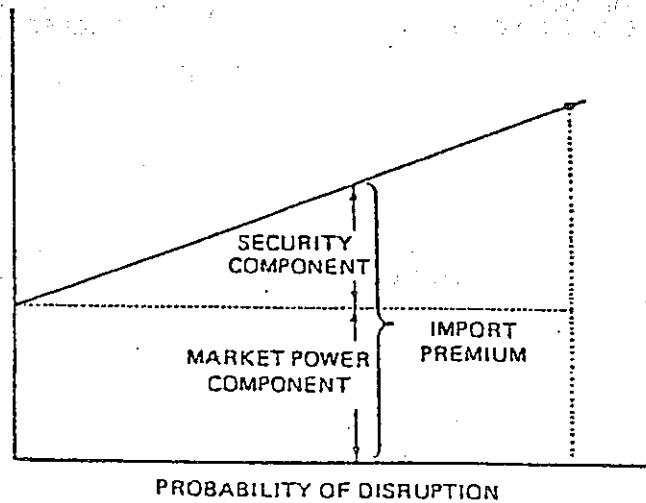 SECURITY
COMPONENT
IMPORT
PREMIUM
MARKET POWER
COMPONENT
PROBABILITY OF DISRUPTION